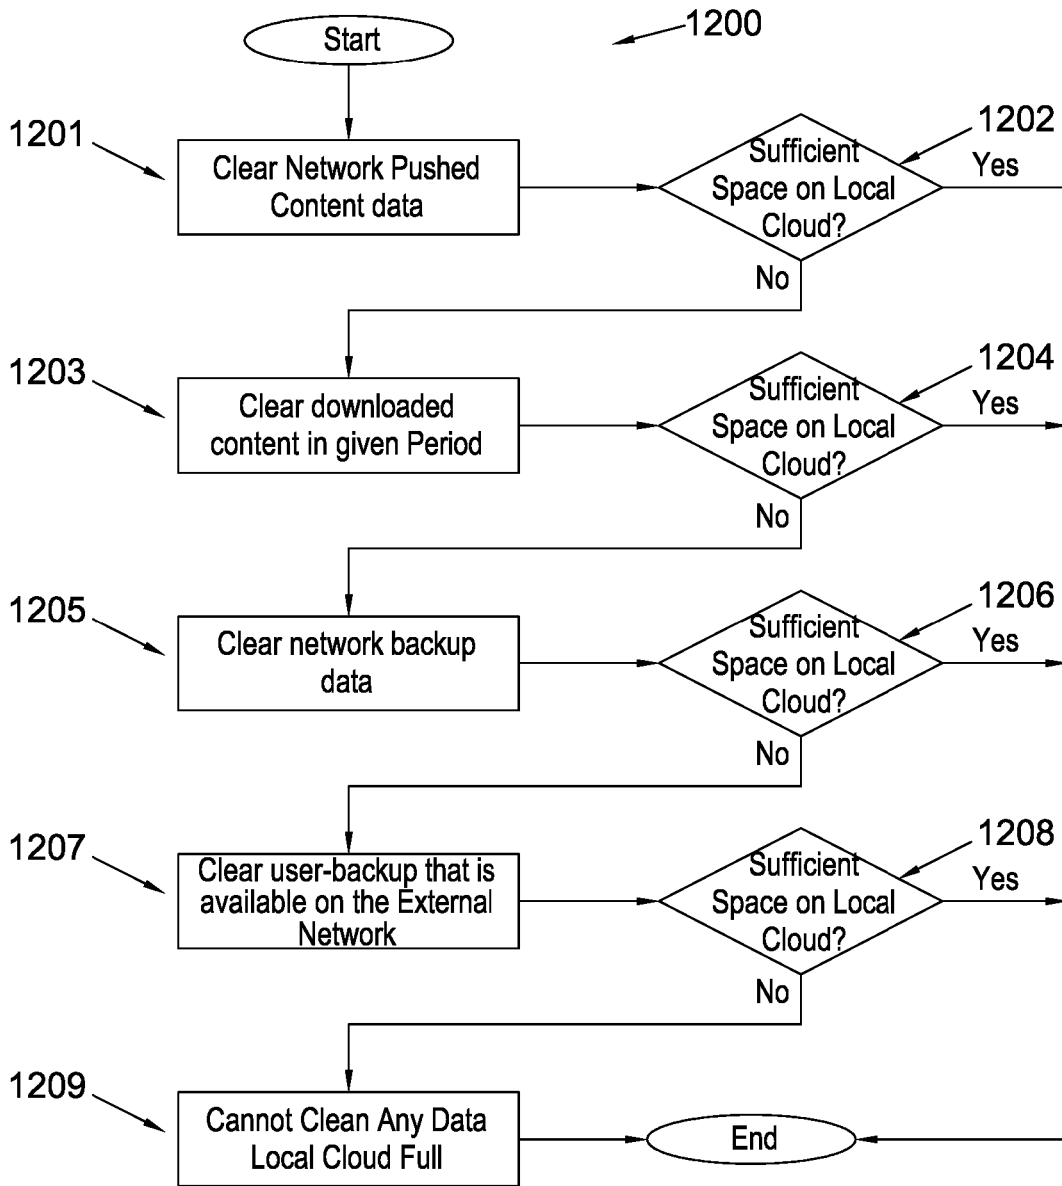 Start
1200
1201
Clear Network Pushed
Content data
1202
Sufficient
Space on Local
Cloud?
Yes
No
1203
Clear downloaded
content in given Period
1204
Sufficient
Space on Local
Cloud?
Yes
No
1205
Clear network backup
data
1206
Sufficient
Space on Local
Cloud?
Yes
No
1207
Clear user-backup that is
available on the External
Network
1208
Sufficient
Space on Local
Cloud?
Yes
No
1209
Cannot Clean Any Data
Local Cloud Full
End